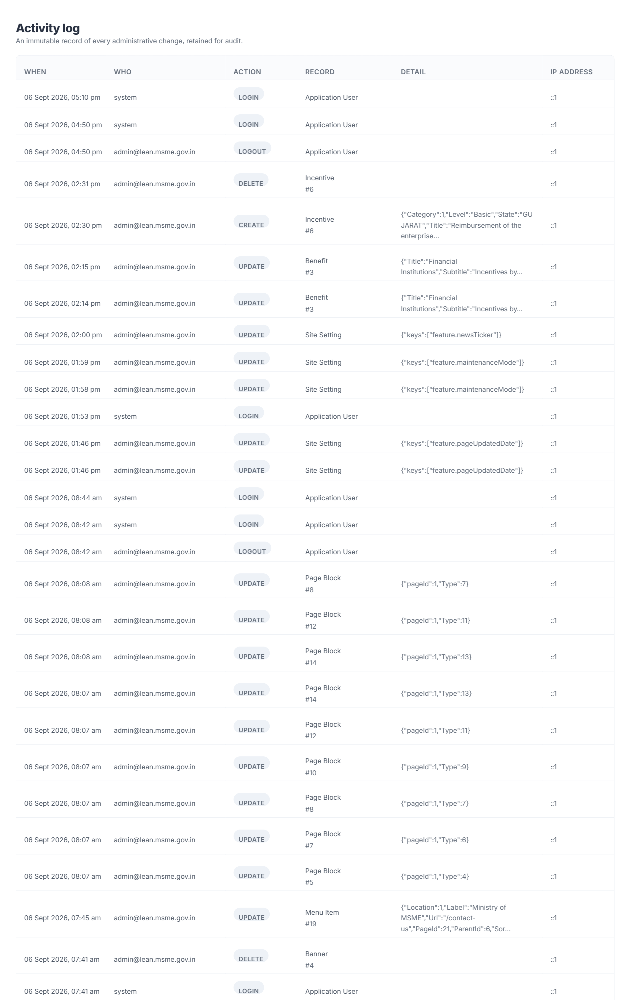 Activity log
An immutable record of every administrative change, retained for audit.
WHEN WHO ACTION RECORD DETAIL IP ADDRESS
06 Sept 2026, 05:10 pm system LOGIN Application User ::1
06 Sept 2026, 04:50 pm system LOGIN Application User ::1
06 Sept 2026, 04:50 pm admin@lean.msme.gov.in LOGOUT Application User ::1
06 Sept 2026, 02:31 pm admin@lean.msme.gov.in DELETE Incentive ::1
#6
06 Sept 2026, 02:30 pm admin@lean.msme.gov.in CREATE Incentive {"Category":1,"Level":"Basic","State":"GU ::1
#6 JARAT","Title":"Reimbursement of the
enterprise...
06 Sept 2026, 02:15 pm admin@lean.msme.gov.in UPDATE Benefit {"Title":"Financial ::1
#3 Institutions","Subtitle":"Incentives by...
06 Sept 2026, 02:14 pm admin@lean.msme.gov.in UPDATE Benefit {"Title":"Financial ::1
#3 Institutions","Subtitle":"Incentives by...
06 Sept 2026, 02:00 pm admin@lean.msme.gov.in UPDATE Site Setting {"keys":["feature.newsTicker"]} ::1
06 Sept 2026, 01:59 pm admin@lean.msme.gov.in UPDATE Site Setting {"keys":["feature.maintenanceMode"]} ::1
06 Sept 2026, 01:58 pm admin@lean.msme.gov.in UPDATE Site Setting {"keys":["feature.maintenanceMode"]} ::1
06 Sept 2026, 01:53 pm system LOGIN Application User ::1
06 Sept 2026, 01:46 pm admin@lean.msme.gov.in UPDATE Site Setting {"keys":["feature.pageUpdatedDate"]} ::1
06 Sept 2026, 01:46 pm admin@lean.msme.gov.in UPDATE Site Setting {"keys":["feature.pageUpdatedDate"]} ::1
06 Sept 2026, 08:44 am system LOGIN Application User ::1
06 Sept 2026, 08:42 am system LOGIN Application User ::1
06 Sept 2026, 08:42 am admin@lean.msme.gov.in LOGOUT Application User ::1
06 Sept 2026, 08:08 am admin@lean.msme.gov.in UPDATE Page Block {"pageId":1,"Type":7} ::1
#8
06 Sept 2026, 08:08 am admin@lean.msme.gov.in UPDATE Page Block {"pageId":1,"Type":11} ::1
#12
06 Sept 2026, 08:08 am admin@lean.msme.gov.in UPDATE Page Block {"pageId":1,"Type":13} ::1
#14
06 Sept 2026, 08:07 am admin@lean.msme.gov.in UPDATE Page Block {"pageId":1,"Type":13} ::1
#14
06 Sept 2026, 08:07 am admin@lean.msme.gov.in UPDATE Page Block {"pageId":1,"Type":11} ::1
#12
06 Sept 2026, 08:07 am admin@lean.msme.gov.in UPDATE Page Block {"pageId":1,"Type":9} ::1
#10
06 Sept 2026, 08:07 am admin@lean.msme.gov.in UPDATE Page Block {"pageId":1,"Type":7} ::1
#8
06 Sept 2026, 08:07 am admin@lean.msme.gov.in UPDATE Page Block {"pageId":1,"Type":6} ::1
#7
06 Sept 2026, 08:07 am admin@lean.msme.gov.in UPDATE Page Block {"pageId":1,"Type":4} ::1
#5
06 Sept 2026, 07:45 am admin@lean.msme.gov.in UPDATE Menu Item {"Location":1,"Label":"Ministry of ::1
#19 MSME","Url":"/contact-
us","PageId":21,"ParentId":6,"Sor...
06 Sept 2026, 07:41 am admin@lean.msme.gov.in DELETE Banner ::1
#4
06 Sept 2026, 07:41 am system LOGIN Application User ::1